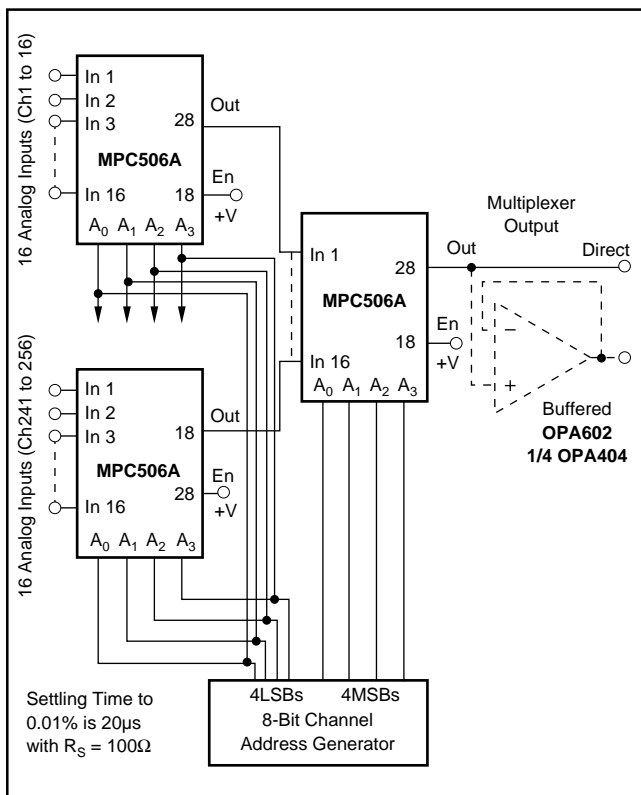 16 Analog Inputs (Ch1 to 16)
In 1
In 2
In 3
In 16
MPC506A
28
Out
18
En
+V
A0 A1 A2 A3
16 Analog Inputs (Ch241 to 256)
In 1
In 2
In 3
In 16
MPC506A
18
Out
28
En
+V
A0 A1 A2 A3
In 1
In 16
MPC506A
28
Out
18
En
+V
A0 A1 A2 A3
Multiplexer
Output
Direct
–
+
Buffered
OPA602
1/4 OPA404
Settling Time to
0.01% is 20µs
with RS = 100Ω
4LSBs 4MSBs
8-Bit Channel
Address Generator